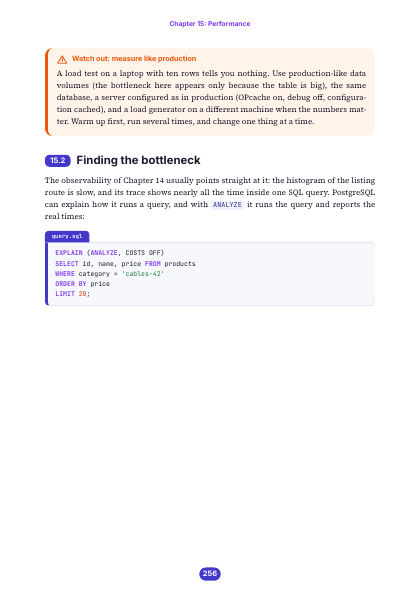 Chapter 15: Performance
Watch out: measure like production
A load test on a laptop with ten rows tells you nothing. Use production-like data
volumes (the bottleneck here appears only because the table is big), the same
database, a server configured as in production (OPcache on, debug off, configura-
tion cached), and a load generator on a different machine when the numbers mat-
ter. Warm up first, run several times, and change one thing at a time.
15.2 Finding the bottleneck
The observability of Chapter 14 usually points straight at it: the histogram of the listing
route is slow, and its trace shows nearly all the time inside one SQL query. PostgreSQL
can explain how it runs a query, and with ANALYZE it runs the query and reports the
real times:
query.sql
EXPLAIN (ANALYZE, COSTS OFF)
SELECT id, name, price FROM products
WHERE category = 'cables-42'
ORDER BY price
LIMIT 20;
256